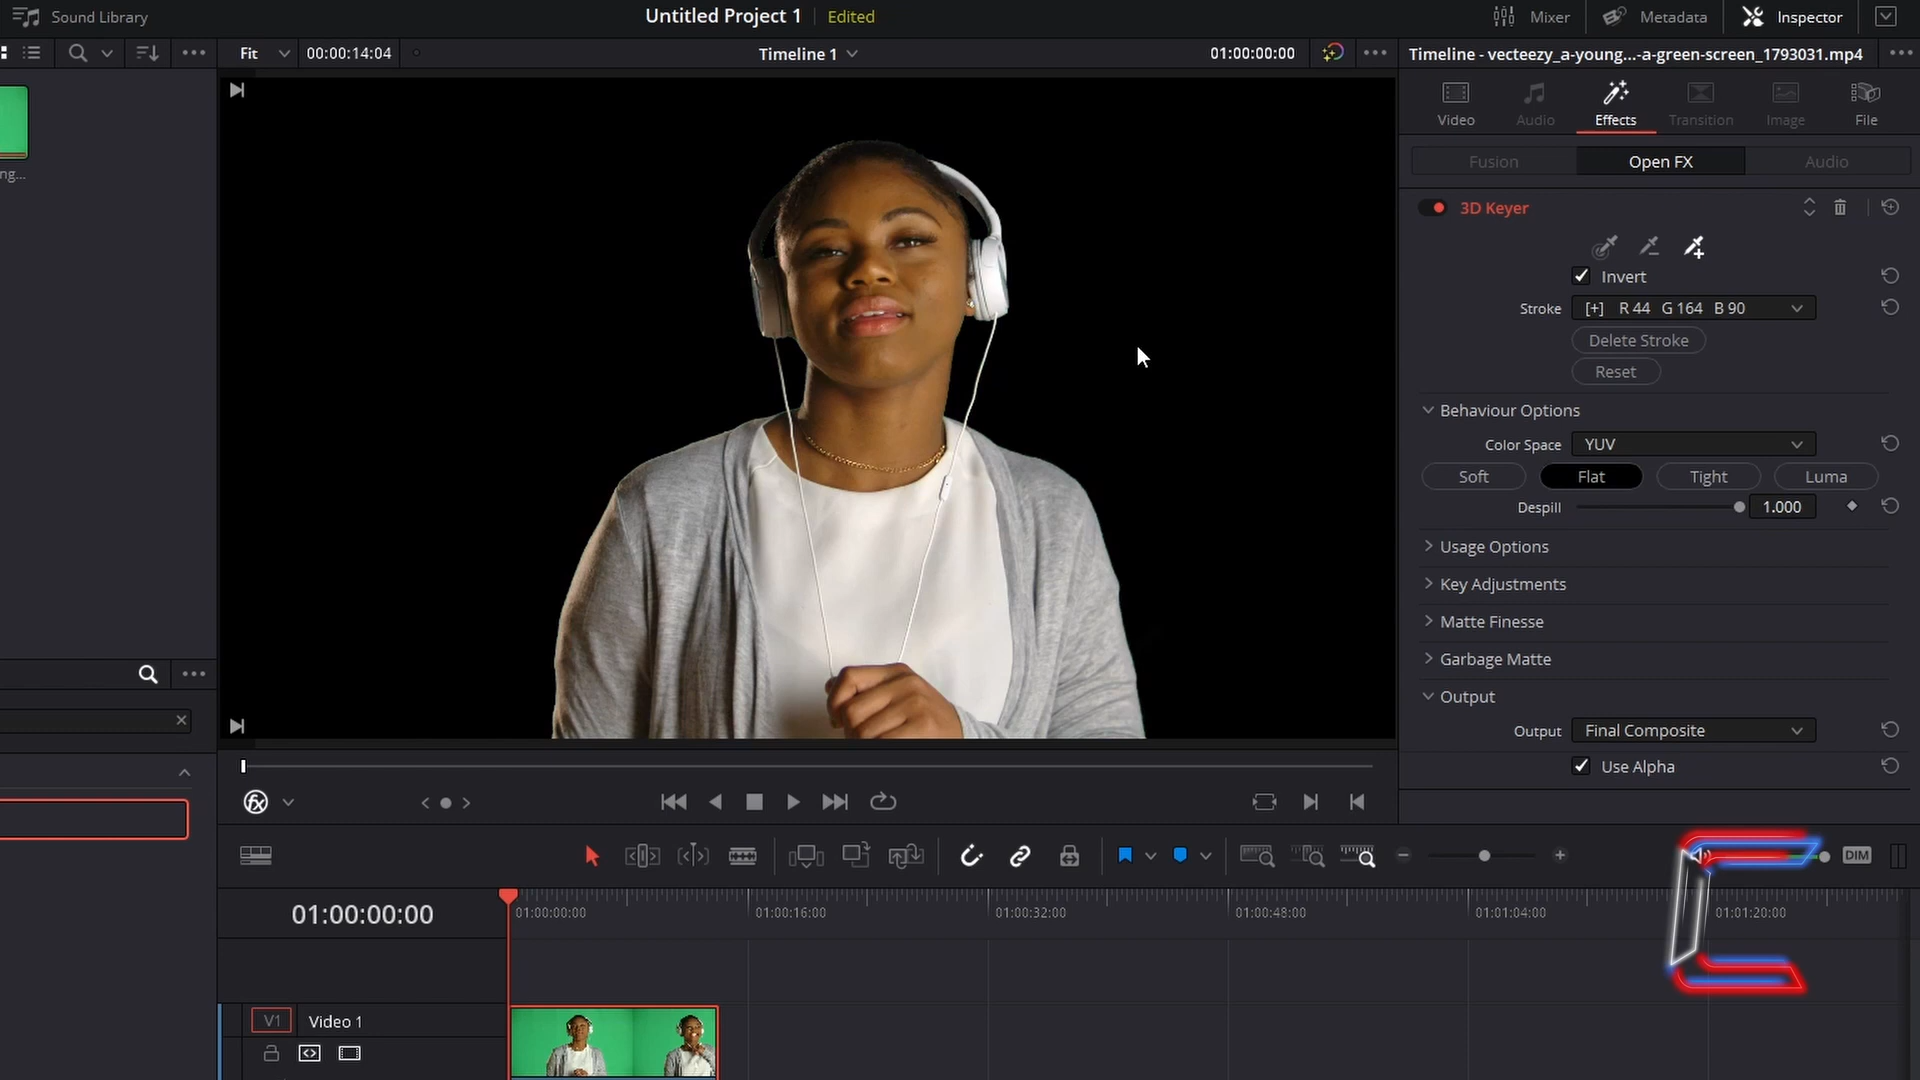 Sound Library
Untitled Project 1
Edited
Mixer
Metadata
Inspector
Fit
00:00:14:04
Timeline 1
01:00:00:00
Timeline - vecteezy_a-young...-a-green-screen_1793031.mp4
Video
Audio
Effects
Transition
Image
File
ng...
Fusion
Open FX
Audio
3D Keyer
Invert
Stroke
[+] R 44 G 164 B 90
Delete Stroke
Reset
Behaviour Options
Color Space
YUV
Soft
Flat
Tight
Luma
Despill
1.000
Usage Options
Key Adjustments
Matte Finesse
Garbage Matte
Output
Output
Final Composite
Use Alpha
fx
DIM
01:00:00:00
01:00:00:00
01:00:16:00
01:00:32:00
01:00:48:00
01:01:04:00
01:01:20:00
V1
Video 1